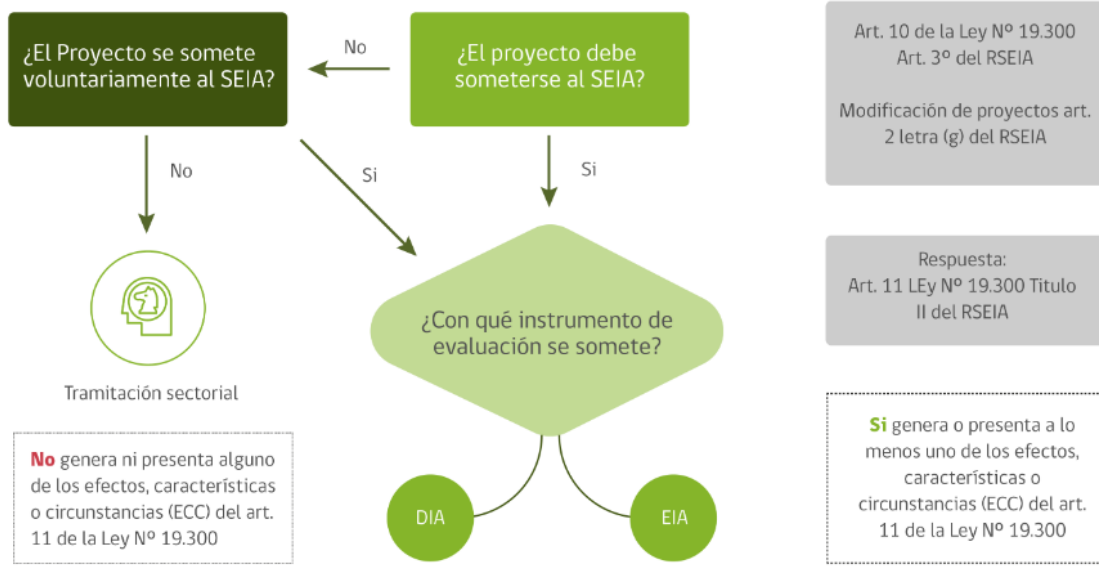 ¿El Proyecto se somete
voluntariamente al SEIA?
No
¿El proyecto debe
someterse al SEIA?
Art. 10 de la Ley Nº 19.300
Art. 3º del RSEIA
Modificación de proyectos art.
2 letra (g) del RSEIA
No
Si
Si
Respuesta:
Art. 11 LEy Nº 19.300 Titulo
II del RSEIA
¿Con qué instrumento de
evaluación se somete?
Tramitación sectorial
No genera ni presenta alguno
de los efectos, características
o circunstancias (ECC) del art.
11 de la Ley Nº 19.300
DIA
EIA
Si genera o presenta a lo
menos uno de los efectos,
características o
circunstancias (ECC) del art.
11 de la Ley Nº 19.300